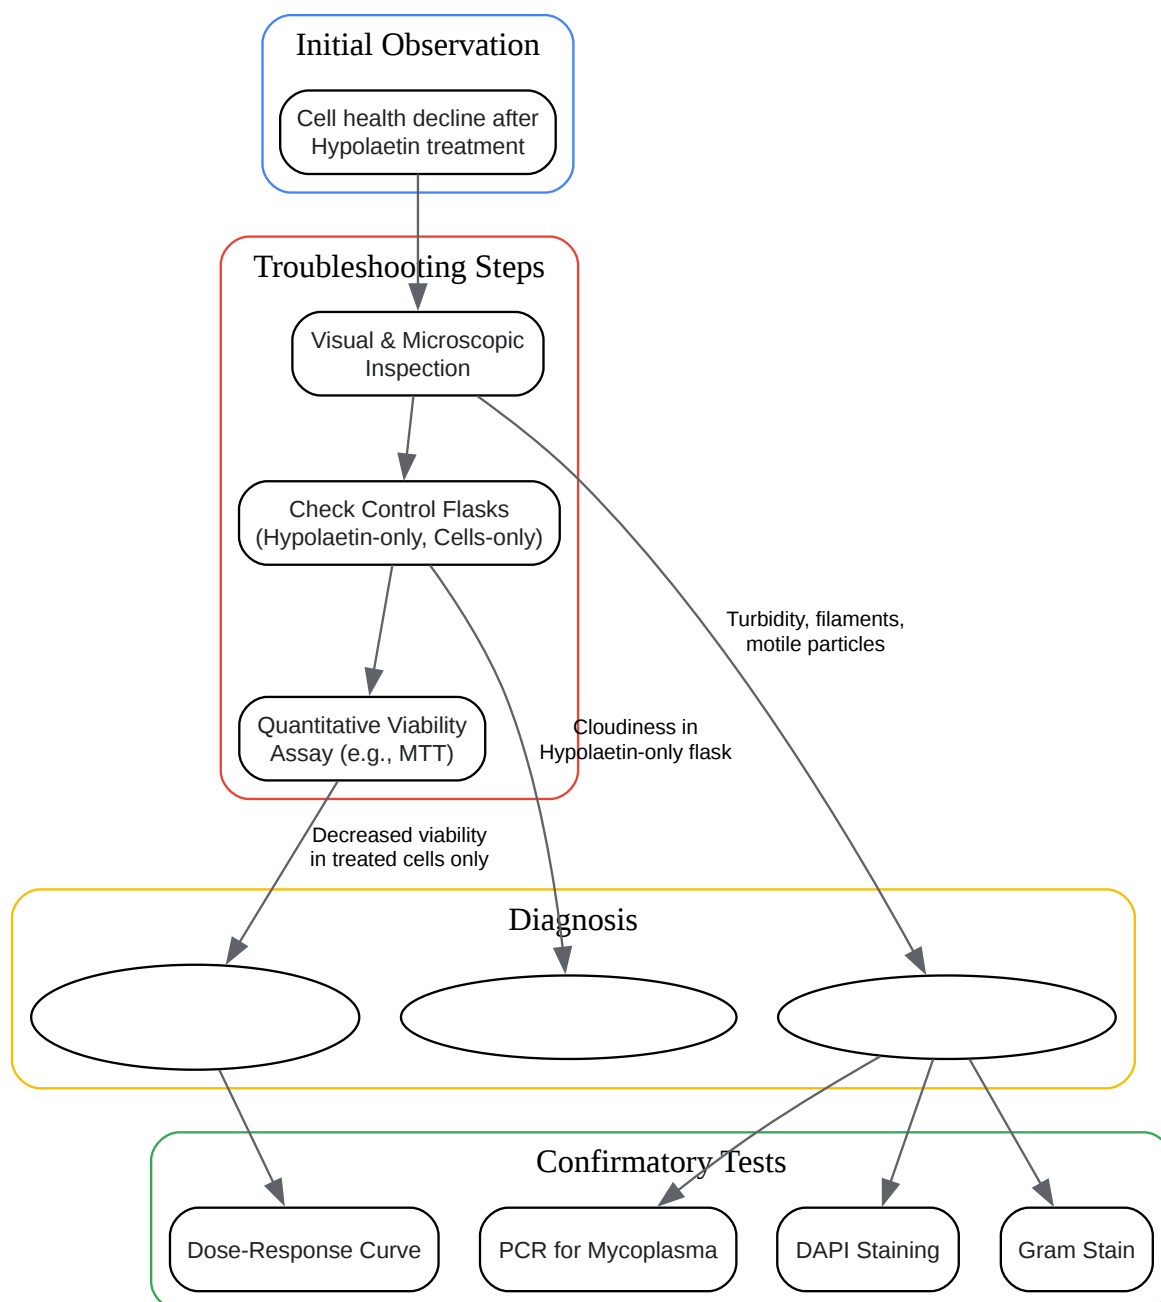 Initial Observation
Cell health decline after
Hypolaetin treatment
Troubleshooting Steps
Visual & Microscopic
Inspection
Check Control Flasks
(Hypolaetin-only, Cells-only)
Turbidity, filaments,
motile particles
Quantitative Viability
Assay (e.g., MTT)
Cloudiness in
Hypolaetin-only flask
Decreased viability
in treated cells only
Diagnosis
Confirmatory Tests
Dose-Response Curve
PCR for Mycoplasma
DAPI Staining
Gram Stain